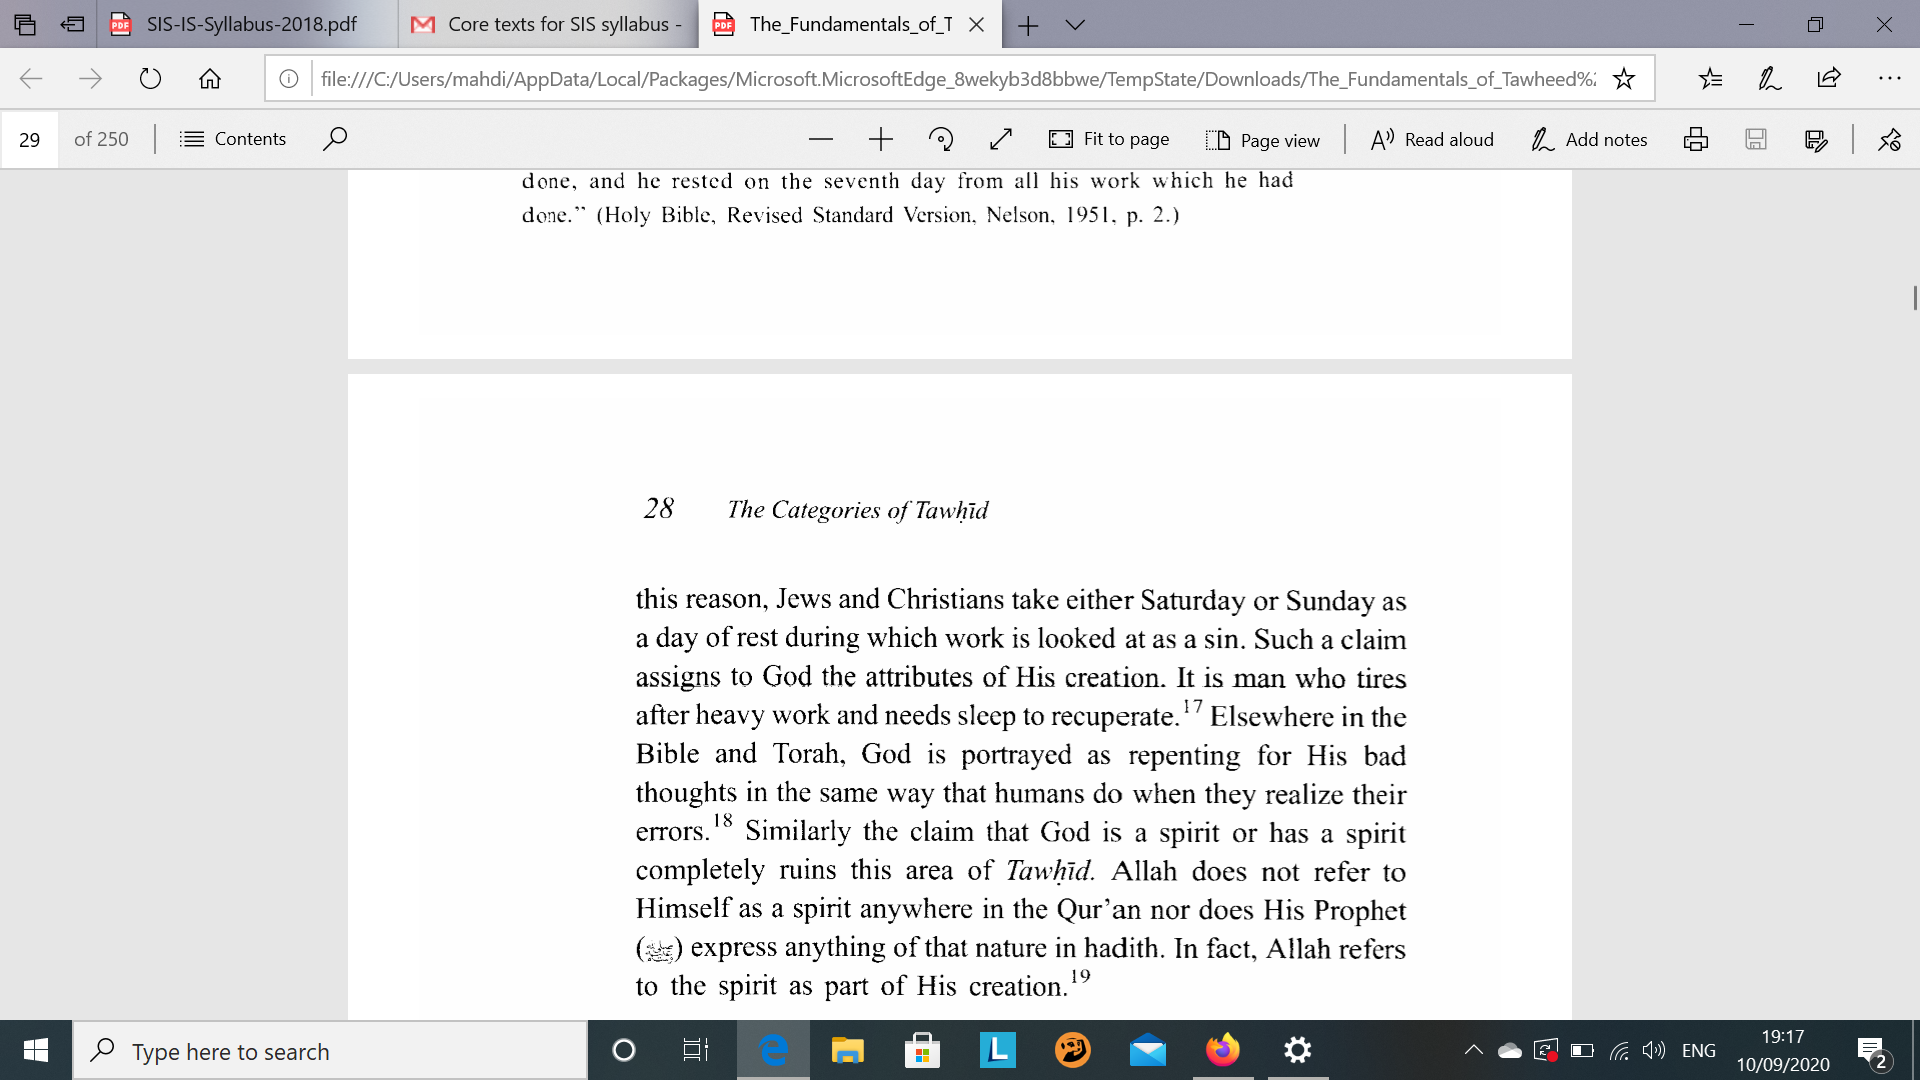 SIS-IS-Syllabus-2018.pdf
Core texts for SIS syllabus -
The_Fundamentals_of_T
file:///C:/Users/mahdi/AppData/Local/Packages/Microsoft.MicrosoftEdge_8wekyb3d8bbwe/TempState/Downloads/The_Fundamentals_of_Tawheed%2
29 of 250
Contents
Fit to page
Page view
Read aloud
Add notes
done, and he rested on the seventh day from all his work which he had
done.” (Holy Bible, Revised Standard Version, Nelson, 1951, p. 2.)
28 The Categories of Tawḥīd
this reason, Jews and Christians take either Saturday or Sunday as
a day of rest during which work is looked at as a sin. Such a claim
assigns to God the attributes of His creation. It is man who tires
after heavy work and needs sleep to recuperate.17 Elsewhere in the
Bible and Torah, God is portrayed as repenting for His bad
thoughts in the same way that humans do when they realize their
errors.18 Similarly the claim that God is a spirit or has a spirit
completely ruins this area of Tawḥīd. Allah does not refer to
Himself as a spirit anywhere in the Qur’an nor does His Prophet
(ﷺ) express anything of that nature in hadith. In fact, Allah refers
to the spirit as part of His creation.19
Type here to search
ENG
19:17
10/09/2020
2